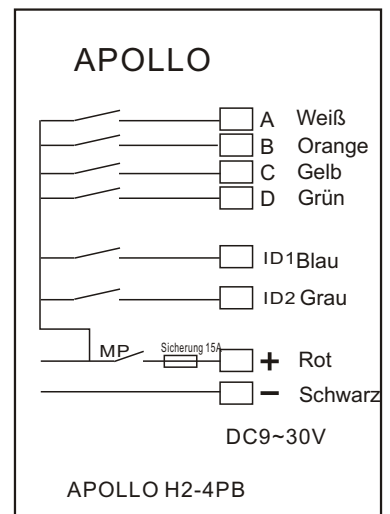 APOLLO
A Weiß
B Orange
C Gelb
D Grün
ID1Blau
ID2 Grau
MP Sicherung 15A + Rot
− Schwarz
DC9~30V
APOLLO H2-4PB